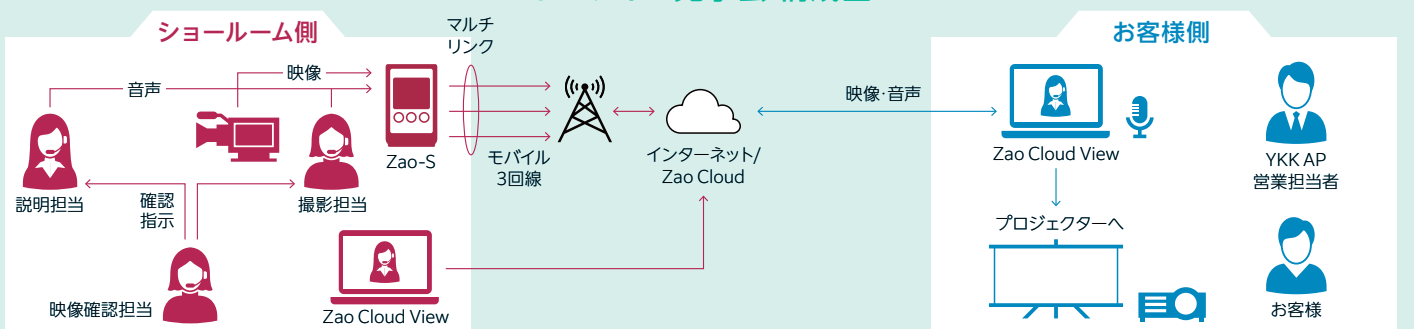 ショールーム側
マルチ
リンク
お客様側
映像
音声
映像・音声
Zao-S
モバイル
3回線
インターネット/
Zao Cloud
Zao Cloud View
YKK AP
営業担当者
説明担当
確認
指示
撮影担当
プロジェクターへ
映像確認担当
Zao Cloud View
お客様